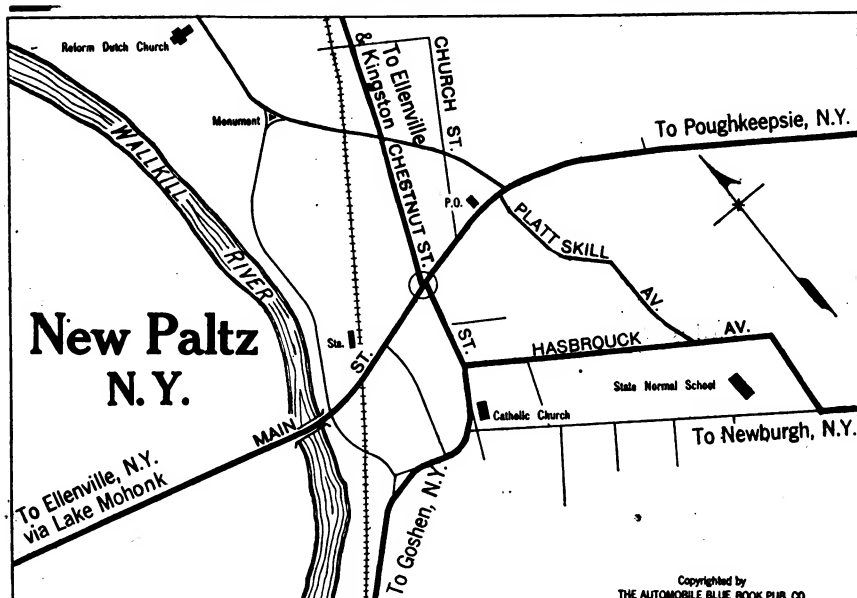 Reform Dutch Church
To Ellenville
& Kingston
CHURCH ST.
To Poughkeepsie, N.Y.
Monument
WALLKILL RIVER
CHESTNUT ST.
P.O.
PLATT SKILL AV.
New Paltz
N. Y.
Sta.
MAIN ST.
ST.
HASBROUCK AV.
State Normal School
Catholic Church
To Newburgh, N.Y.
To Ellenville, N.Y.
via Lake Mohonk
To Goshen, N.Y.
Copyrighted by
THE AUTOMOBILE BLUE BOOK PUB. CO.